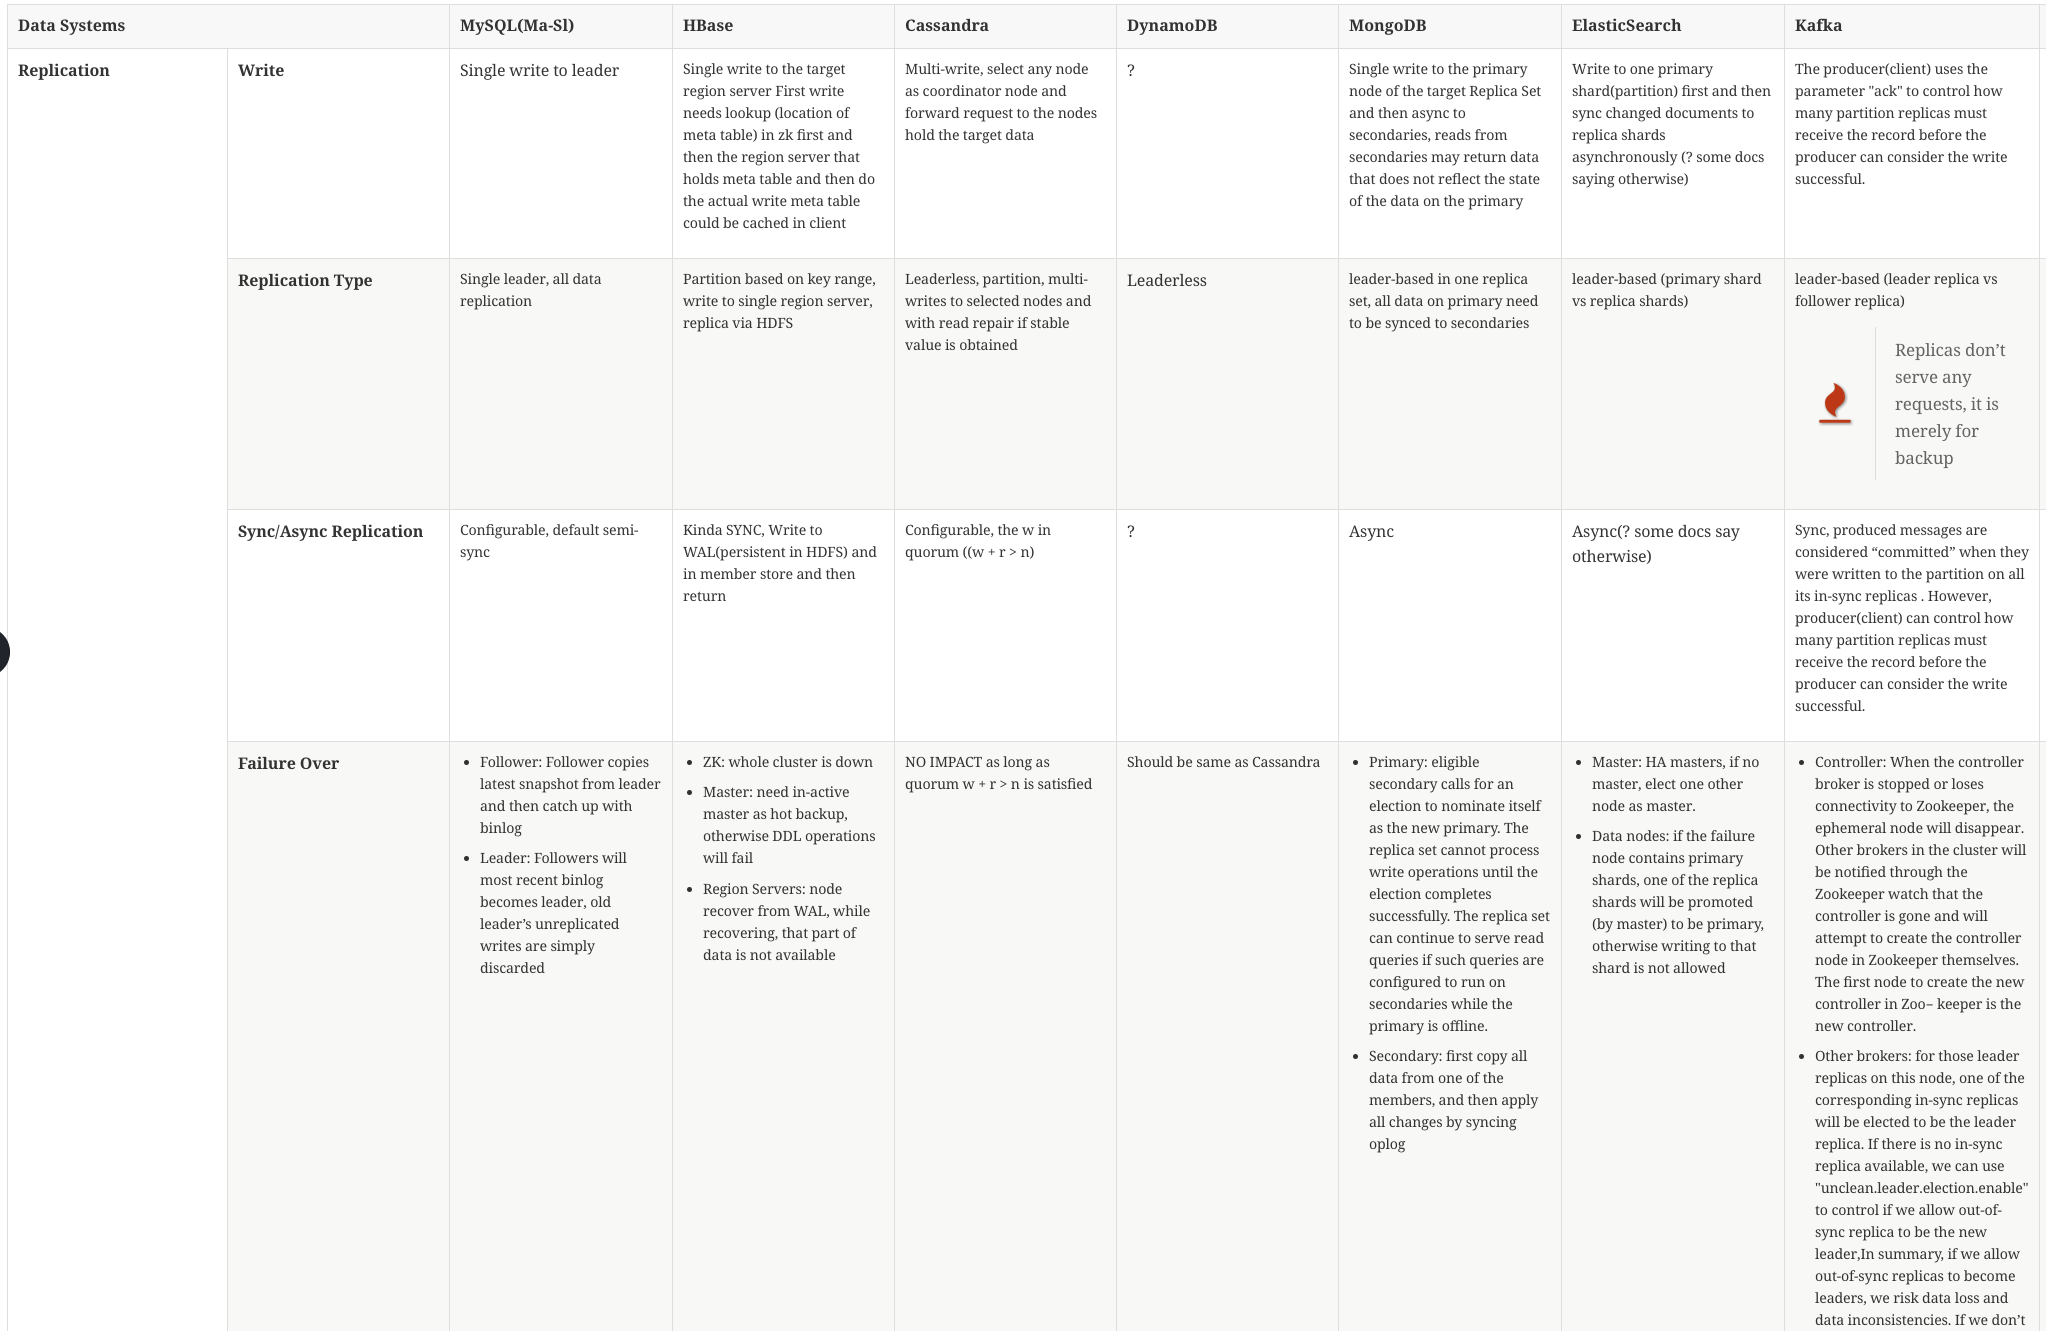 Data Systems
MySQL(Ma-Sl)
HBase
Cassandra
DynamoDB
MongoDB
ElasticSearch
Kafka
Replication
Write
Single write to leader
Single write to the target
region server First write
needs lookup (location of
meta table) in zk first and
then the region server that
holds meta table and then do
the actual write meta table
could be cached in client
Multi-write, select any node
as coordinator node and
forward request to the nodes
hold the target data
?
Single write to the primary
node of the target Replica Set
and then async to
secondaries, reads from
secondaries may return data
that does not reflect the state
of the data on the primary
Write to one primary
shard(partition) first and then
sync changed documents to
replica shards
asynchronously (? some docs
saying otherwise)
The producer(client) uses the
parameter "ack" to control how
many partition replicas must
receive the record before the
producer can consider the write
successful.
Replication Type
Single leader, all data
replication
Partition based on key range,
write to single region server,
replica via HDFS
Leaderless, partition, multi-
writes to selected nodes and
with read repair if stable
value is obtained
Leaderless
leader-based in one replica
set, all data on primary need
to be synced to secondaries
leader-based (primary shard
vs replica shards)
leader-based (leader replica vs
follower replica)
Replicas don’t
serve any
requests, it is
merely for
backup
Sync/Async Replication
Configurable, default semi-
sync
Kinda SYNC, Write to
WAL(persistent in HDFS) and
in member store and then
return
Configurable, the w in
quorum ((w + r > n)
?
Async
Async(? some docs say
otherwise)
Sync, produced messages are
considered “committed” when they
were written to the partition on all
its in-sync replicas . However,
producer(client) can control how
many partition replicas must
receive the record before the
producer can consider the write
successful.
Failure Over
• Follower: Follower copies
latest snapshot from leader
and then catch up with
binlog
• Leader: Followers will
most recent binlog
becomes leader, old
leader’s unreplicated
writes are simply
discarded
• ZK: whole cluster is down
• Master: need in-active
master as hot backup,
otherwise DDL operations
will fail
• Region Servers: node
recover from WAL, while
recovering, that part of
data is not available
NO IMPACT as long as
quorum w + r > n is satisfied
Should be same as Cassandra
• Primary: eligible
secondary calls for an
election to nominate itself
as the new primary. The
replica set cannot process
write operations until the
election completes
successfully. The replica set
can continue to serve read
queries if such queries are
configured to run on
secondaries while the
primary is offline.
• Secondary: first copy all
data from one of the
members, and then apply
all changes by syncing
oplog
• Master: HA masters, if no
master, elect one other
node as master.
• Data nodes: if the failure
node contains primary
shards, one of the replica
shards will be promoted
(by master) to be primary,
otherwise writing to that
shard is not allowed
• Controller: When the controller
broker is stopped or loses
connectivity to Zookeeper, the
ephemeral node will disappear.
Other brokers in the cluster will
be notified through the
Zookeeper watch that the
controller is gone and will
attempt to create the controller
node in Zookeeper themselves.
The first node to create the new
controller in Zoo‐ keeper is the
new controller.
• Other brokers: for those leader
replicas on this node, one of the
corresponding in-sync replicas
will be elected to be the leader
replica. If there is no in-sync
replica available, we can use
"unclean.leader.election.enable"
to control if we allow out-of-
sync replica to be the new
leader,In summary, if we allow
out-of-sync replicas to become
leaders, we risk data loss and
data inconsistencies. If we don’t